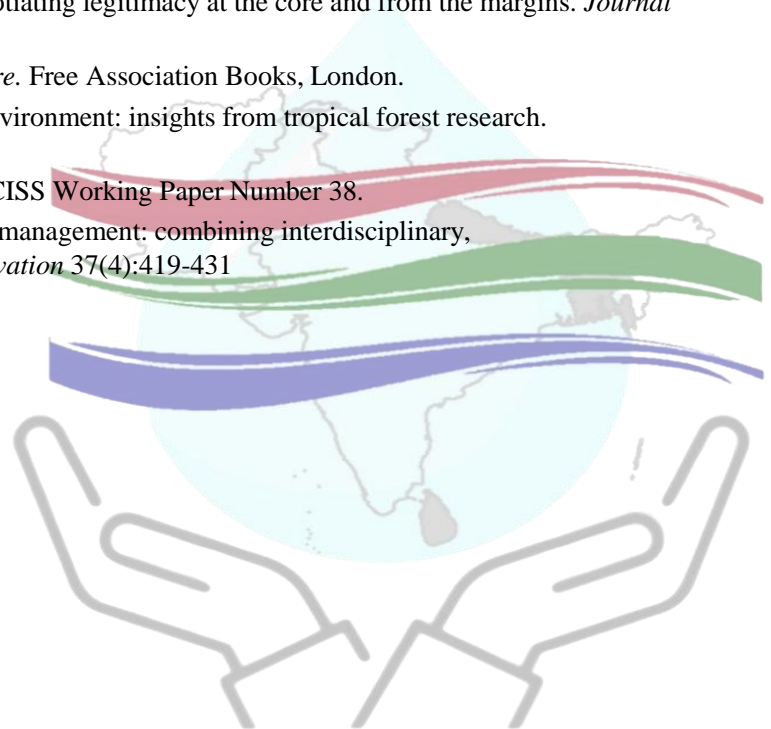 otiating legitimacy at the core and from the margins. Journal
re. Free Association Books, London.
vironment: insights from tropical forest research.
CISS Working Paper Number 38.
management: combining interdisciplinary,
vation 37(4):419-431